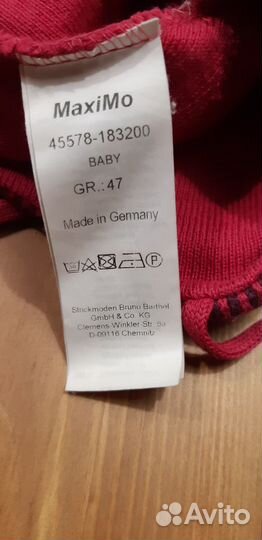 MaxiMo
45578-183200
BABY
GR.:47
Made in Germany
P
Strickmoden Bruno Barthel
GmbH & Co. KG
Clemens-Winkler-Str. 6a
D-09116 Chemnitz
Avito